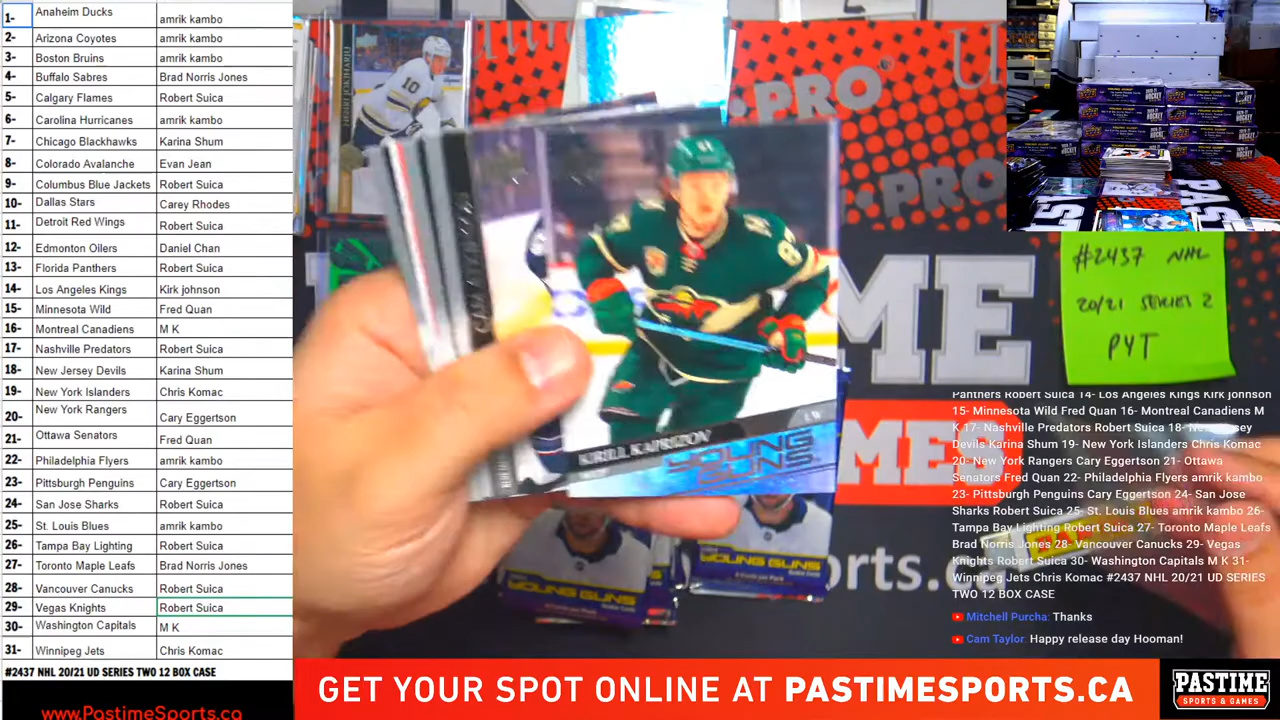 1- Anaheim Ducks amrik kambo
2- Arizona Coyotes amrik kambo
3- Boston Bruins amrik kambo
4- Buffalo Sabres Brad Norris Jones
5- Calgary Flames Robert Suica
6- Carolina Hurricanes amrik kambo
7- Chicago Blackhawks Karina Shum
8- Colorado Avalanche Evan Jean
9- Columbus Blue Jackets Robert Suica
10- Dallas Stars Carey Rhodes
11- Detroit Red Wings Robert Suica
12- Edmonton Oilers Daniel Chan
13- Florida Panthers Robert Suica
14- Los Angeles Kings Kirk johnson
15- Minnesota Wild Fred Quan
16- Montreal Canadiens M K
17- Nashville Predators Robert Suica
18- New Jersey Devils Karina Shum
19- New York Islanders Chris Komac
20- New York Rangers Cary Eggertson
21- Ottawa Senators Fred Quan
22- Philadelphia Flyers amrik kambo
23- Pittsburgh Penguins Cary Eggertson
24- San Jose Sharks Robert Suica
25- St. Louis Blues amrik kambo
26- Tampa Bay Lighting Robert Suica
27- Toronto Maple Leafs Brad Norris Jones
28- Vancouver Canucks Robert Suica
29- Vegas Knights Robert Suica
30- Washington Capitals M K
31- Winnipeg Jets Chris Komac
#2437 NHL 20/21 UD SERIES TWO 12 BOX CASE
www.PastimeSports.ca
PRO
PRO
ME
ME
rts.c
KIRILL KAPRIZOV
YOUNG GUNS
YOUNG GUNS
YOUNG GUNS
#2437 NHL
20/21 SERIES 2
PYT
Panthers Robert Suica 14- Los Angeles Kings Kirk johnson
15- Minnesota Wild Fred Quan 16- Montreal Canadiens M
K 17- Nashville Predators Robert Suica 18- New Jersey
Devils Karina Shum 19- New York Islanders Chris Komac
20- New York Rangers Cary Eggertson 21- Ottawa
Senators Fred Quan 22- Philadelphia Flyers amrik kambo
23- Pittsburgh Penguins Cary Eggertson 24- San Jose
Sharks Robert Suica 25- St. Louis Blues amrik kambo 26-
Tampa Bay Lighting Robert Suica 27- Toronto Maple Leafs
Brad Norris Jones 28- Vancouver Canucks 29- Vegas
Knights Robert Suica 30- Washington Capitals M K 31-
Winnipeg Jets Chris Komac #2437 NHL 20/21 UD SERIES
TWO 12 BOX CASE
Mitchell Purcha: Thanks
Cam Taylor: Happy release day Hooman!
GET YOUR SPOT ONLINE AT PASTIMESPORTS.CA
PASTIME
SPORTS & GAMES